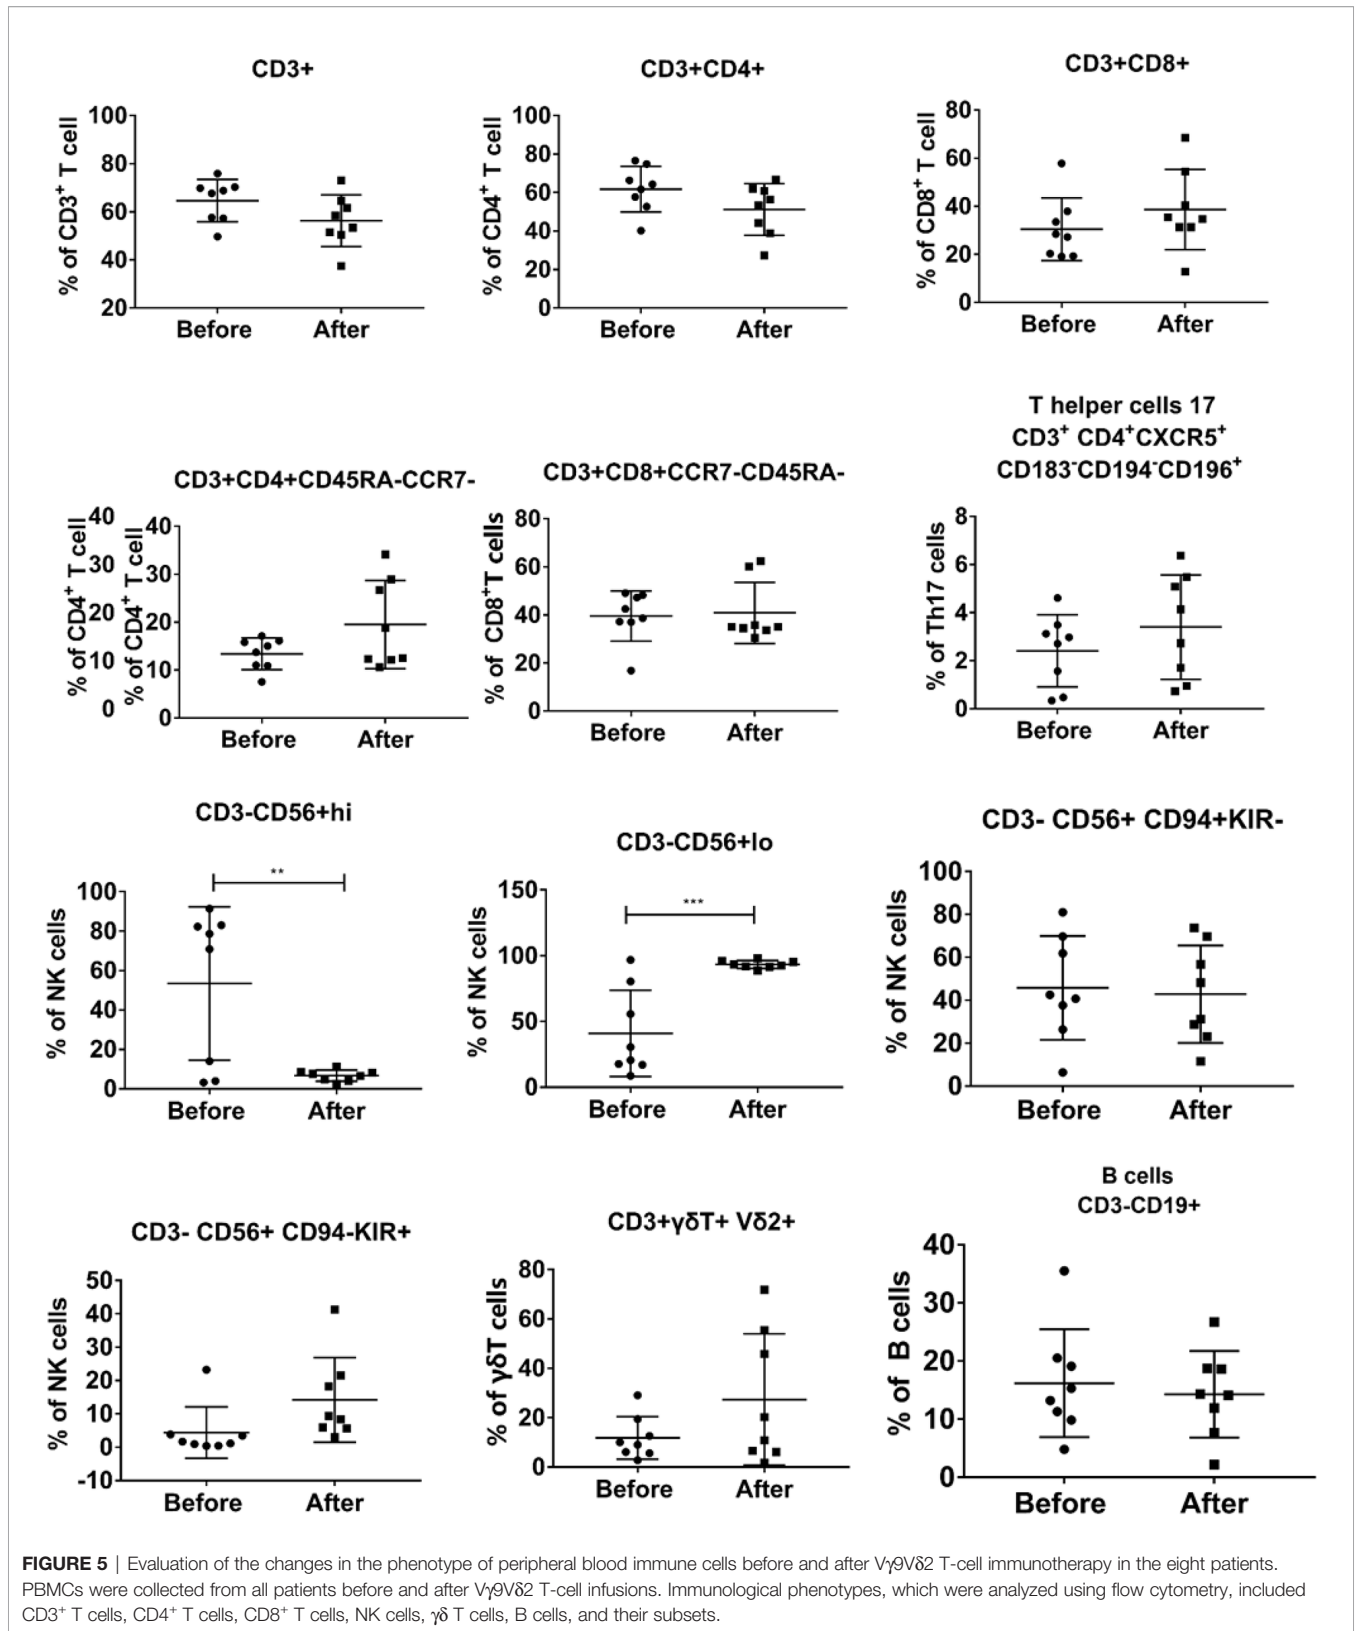 CD3+
% of CD3+ T cell
100
80
60
40
20
Before After
CD3+CD4+
% of CD4+ T cell
100
80
60
40
20
0
Before After
CD3+CD8+
% of CD8+ T cell
80
60
40
20
0
Before After
CD3+CD4+CD45RA-CCR7-
% of CD4+ T cell
40
30
20
10
0
% of CD4+ T cell
40
30
20
10
0
Before After
CD3+CD8+CCR7-CD45RA-
% of CD8+T cells
80
60
40
20
0
Before After
T helper cells 17
CD3+ CD4+CXCR5+
CD183-CD194-CD196+
% of Th17 cells
8
6
4
2
0
Before After
CD3-CD56+hi
**
% of NK cells
100
80
60
40
20
0
Before After
CD3-CD56+lo
***
% of NK cells
150
100
50
0
Before After
CD3- CD56+ CD94+KIR-
% of NK cells
100
80
60
40
20
0
Before After
CD3- CD56+ CD94-KIR+
% of NK cells
50
40
30
20
10
0
-10
Before After
CD3+γδT+ Vδ2+
% of γδT cells
80
60
40
20
0
Before After
B cells
CD3-CD19+
% of B cells
40
30
20
10
0
Before After
FIGURE 5 | Evaluation of the changes in the phenotype of peripheral blood immune cells before and after Vγ9Vδ2 T-cell immunotherapy in the eight patients.
PBMCs were collected from all patients before and after Vγ9Vδ2 T-cell infusions. Immunological phenotypes, which were analyzed using flow cytometry, included
CD3+ T cells, CD4+ T cells, CD8+ T cells, NK cells, γδ T cells, B cells, and their subsets.